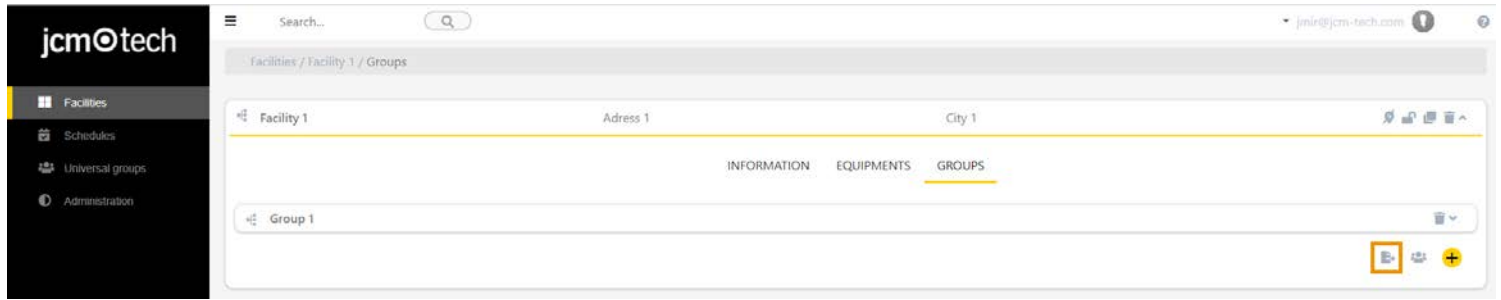 jcm tech
Search...
jmir@jcm-tech.com
Facilities / Facility 1 / Groups
Facilities
Schedules
Universal groups
Administration
Facility 1 Adress 1 City 1
INFORMATION EQUIPMENTS GROUPS
Group 1